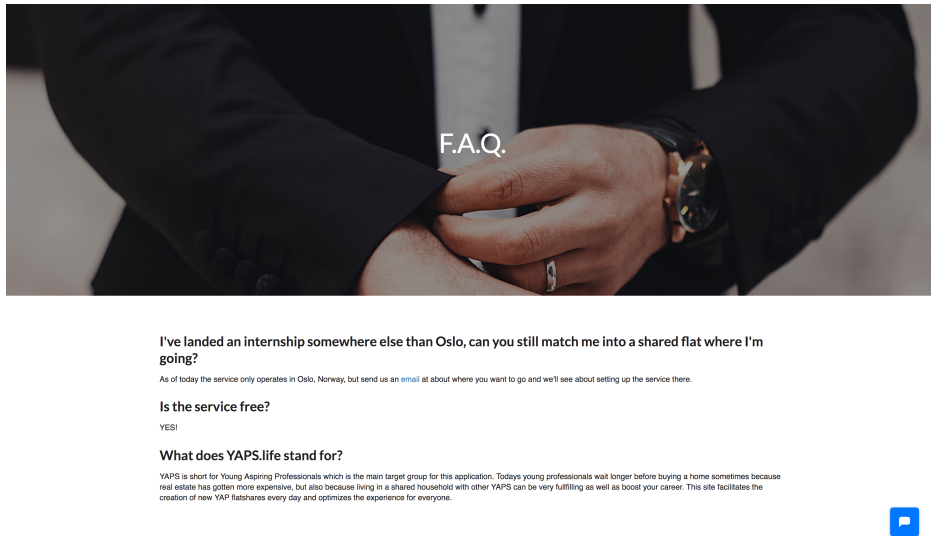 F.A.Q.
I've landed an internship somewhere else than Oslo, can you still match me into a shared flat where I'm
going?
As of today the service only operates in Oslo, Norway, but send us an email at about where you want to go and we'll see about setting up the service there.
Is the service free?
YES!
What does YAPS.life stand for?
YAPS is short for Young Aspiring Professionals which is the main target group for this application. Todays young professionals wait longer before buying a home sometimes because
real estate has gotten more expensive, but also because living in a shared household with other YAPS can be very fullfilling as well as boost your career. This site facilitates the
creation of new YAP flatshares every day and optimizes the experience for everyone.